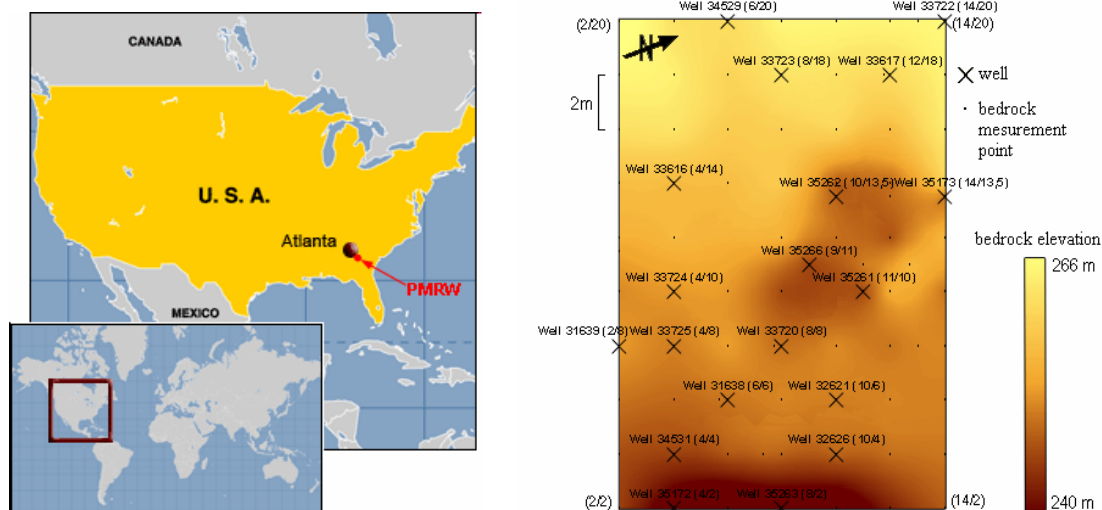 CANADA
U. S. A.
Atlanta
PMRW
MEXICO
Well 34529 (6/20)
Well 33722 (14/20)
(2/20)
(14/20)
N
Well 33723 (8/18)
Well 33617 (12/18)
well
2m
bedrock
mesurement
point
Well 33616 (4/14)
Well 35262 (10/13,5)
Well 35173 (14/13,5)
Well 35266 (9/11)
bedrock elevation
266 m
Well 33724 (4/10)
Well 35261 (11/10)
Well 31639 (2/8)
Well 33725 (4/8)
Well 33720 (8/8)
Well 31638 (6/6)
Well 32621 (10/6)
Well 34531 (4/4)
Well 32626 (10/4)
(2/2)
Well 35172 (4/2)
Well 35263 (8/2)
(14/2)
240 m